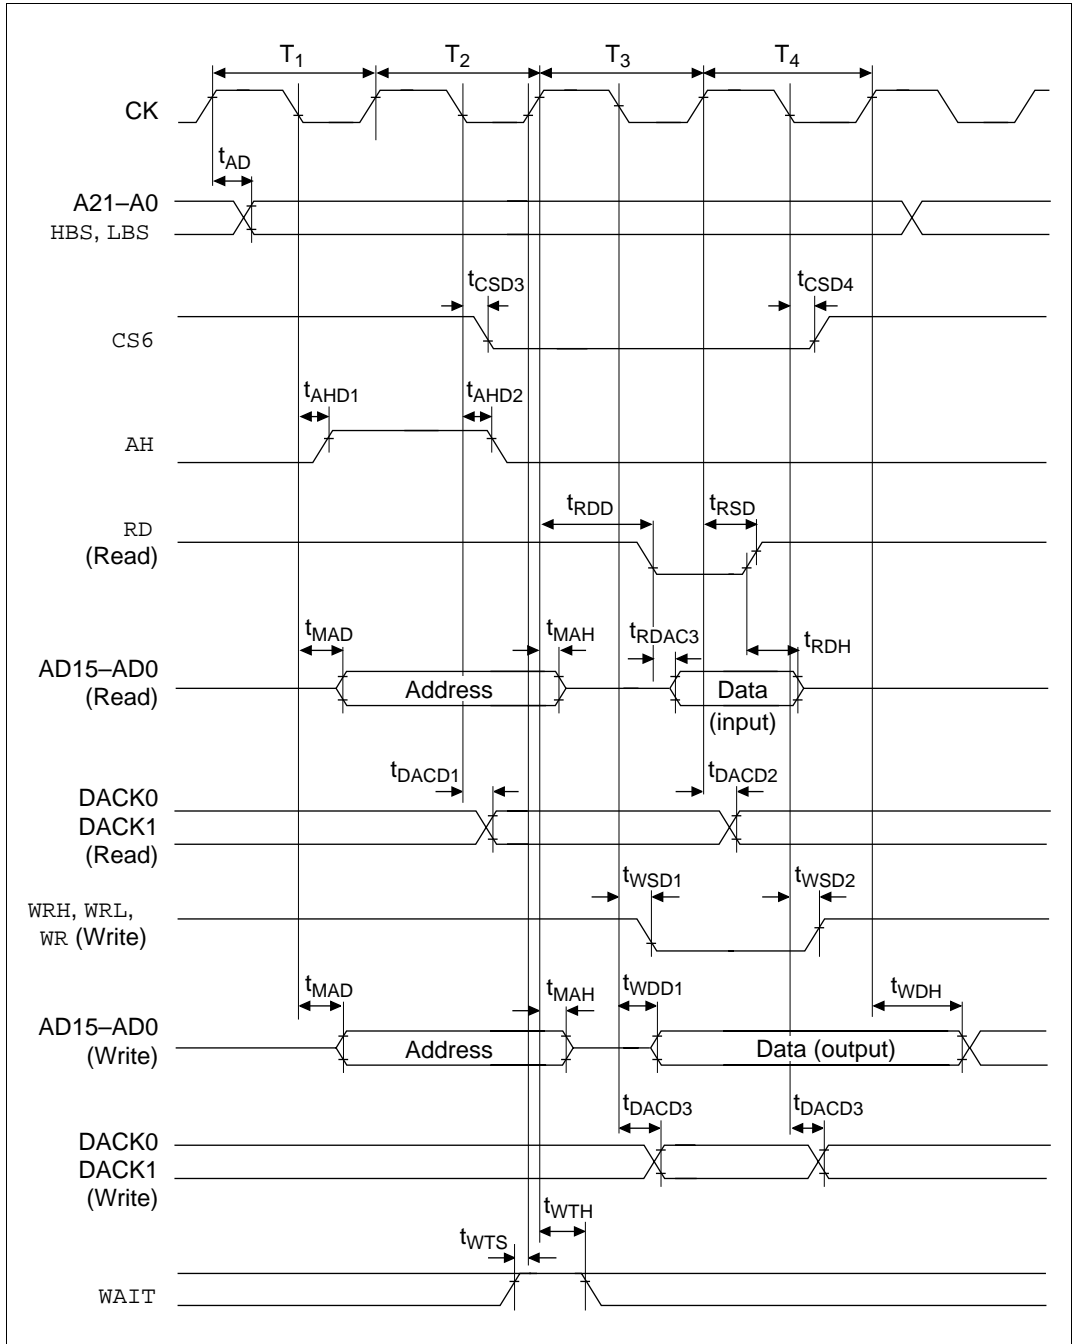 T1 T2 T3 T4
CK
tAD
A21–A0
HBS, LBS
tCSD3 tCSD4
CS6
tAHD1 tAHD2
AH
tRDD tRSD
RD
(Read)
tMAD tMAH tRDAC3 tRDH
AD15–AD0
(Read)
Address Data
(input)
tDACD1 tDACD2
DACK0
DACK1
(Read)
tWSD1 tWSD2
WRH, WRL,
WR (Write)
tMAD tMAH tWDD1 tWDH
AD15–AD0
(Write)
Address Data (output)
tDACD3 tDACD3
DACK0
DACK1
(Write)
tWTH
tWTS
WAIT